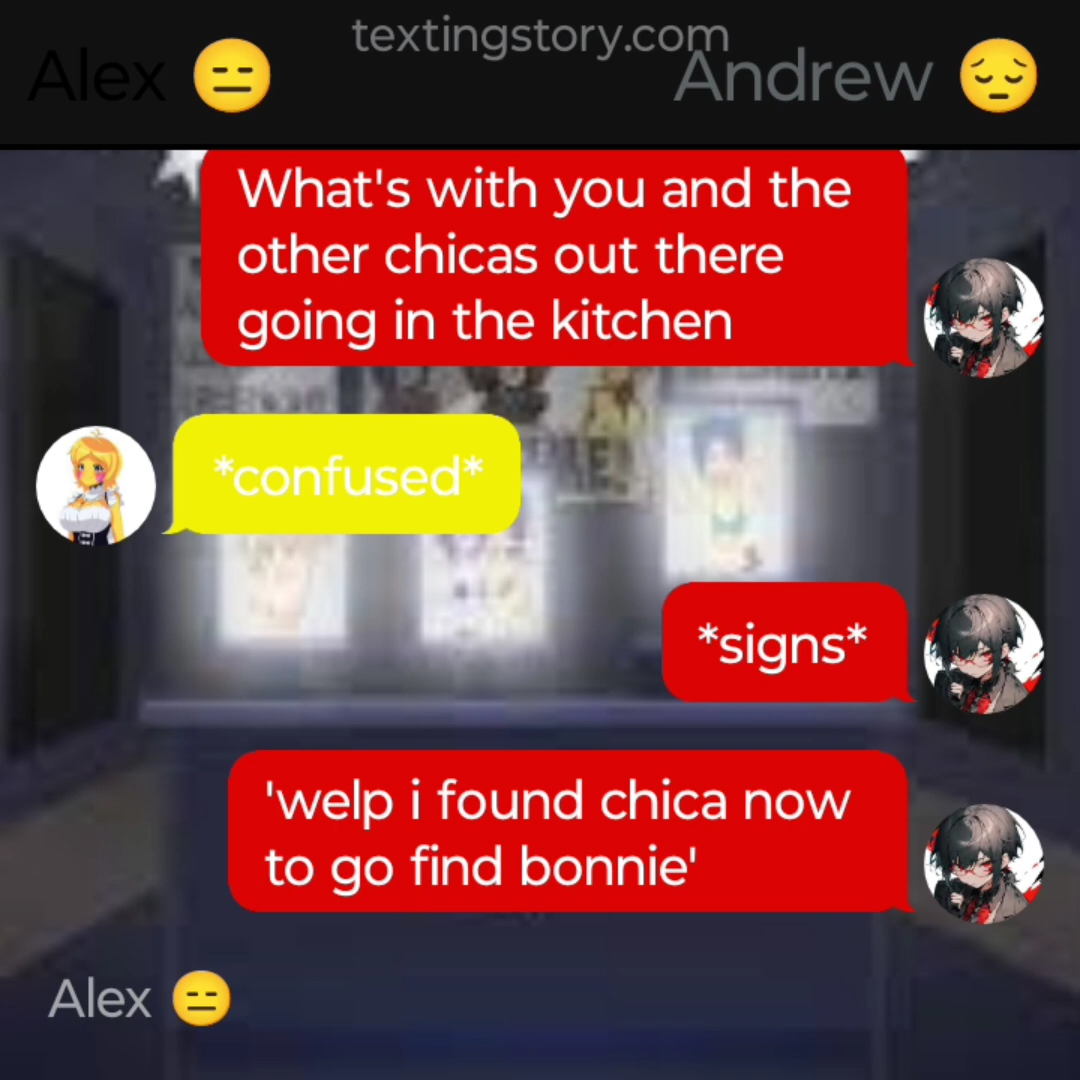 textingstory.com
Alex 😑
Andrew 😔
What's with you and the
other chicas out there
going in the kitchen
*confused*
*signs*
'welp i found chica now
to go find bonnie'
Alex 😑